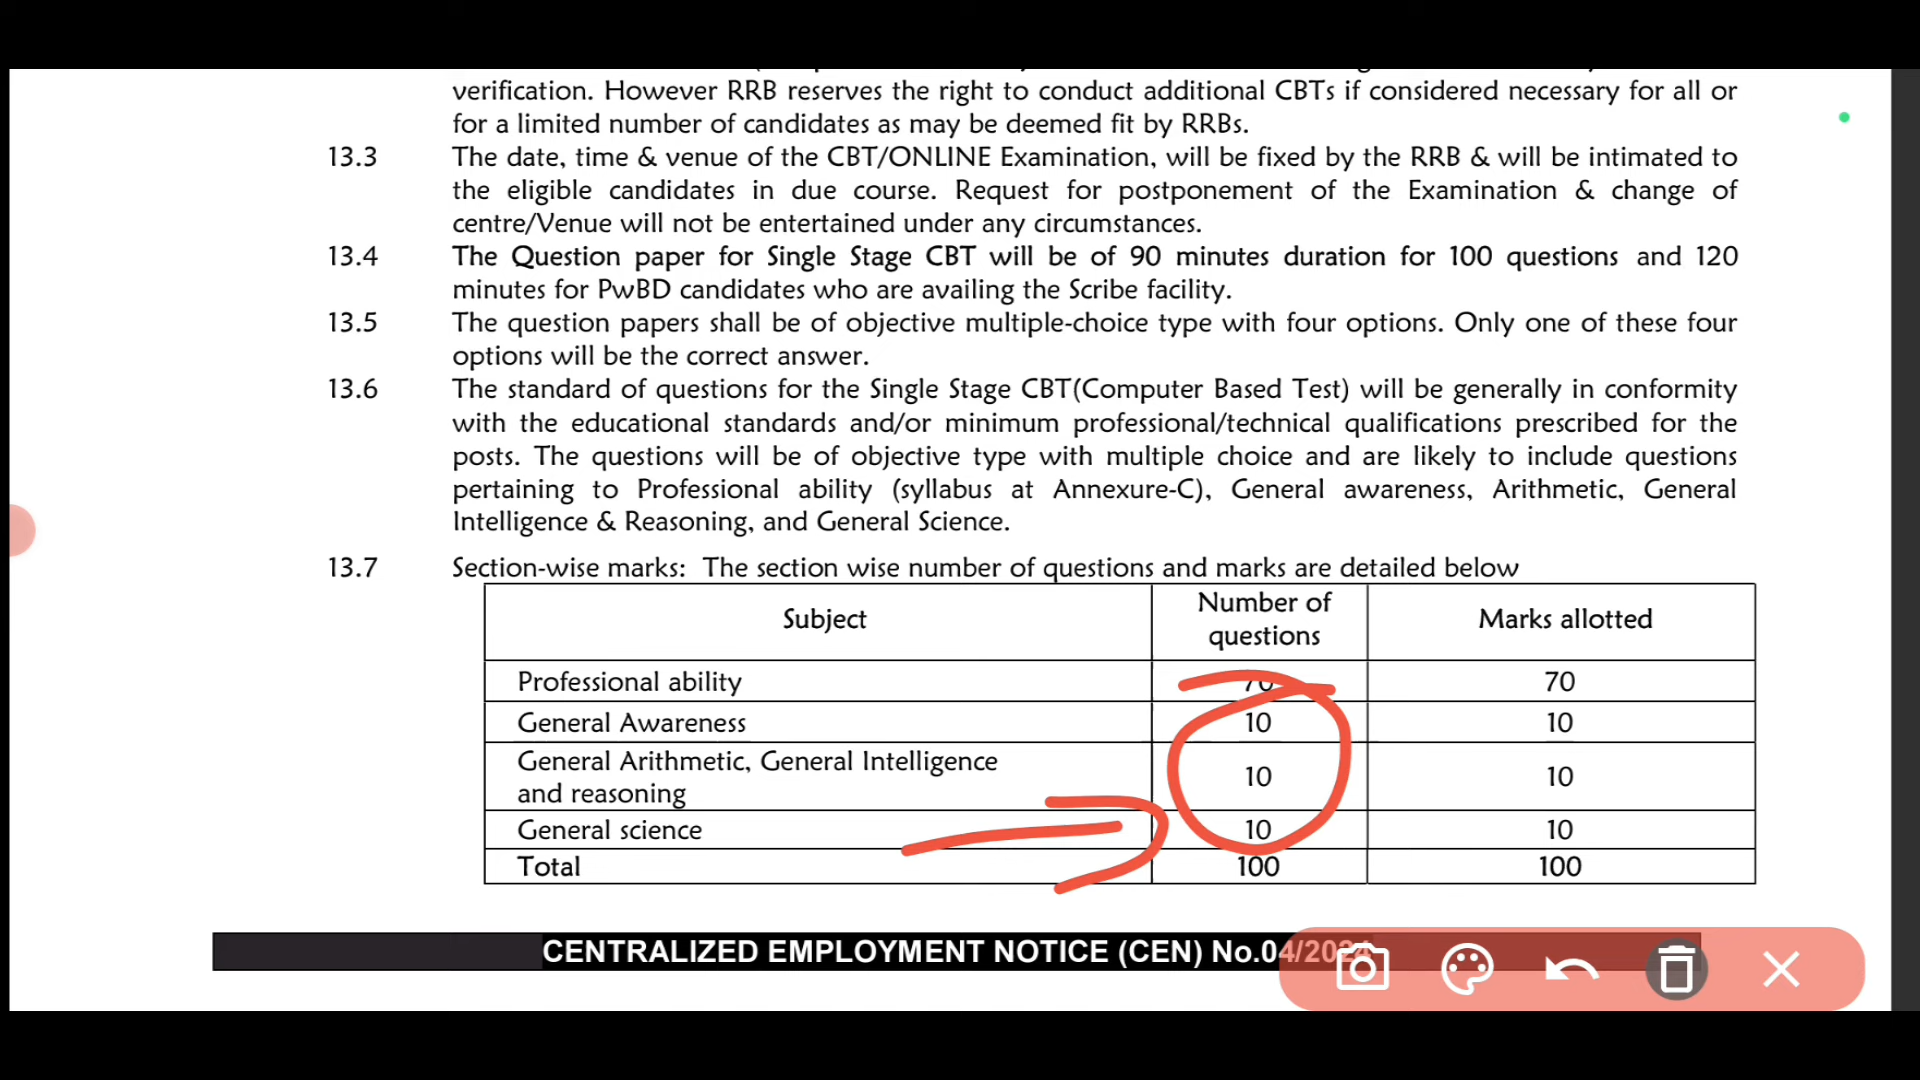 verification. However RRB reserves the right to conduct additional CBTs if considered necessary for all or
for a limited number of candidates as may be deemed fit by RRBs.
13.3 The date, time & venue of the CBT/ONLINE Examination, will be fixed by the RRB & will be intimated to
the eligible candidates in due course. Request for postponement of the Examination & change of
centre/Venue will not be entertained under any circumstances.
13.4 The Question paper for Single Stage CBT will be of 90 minutes duration for 100 questions and 120
minutes for PwBD candidates who are availing the Scribe facility.
13.5 The question papers shall be of objective multiple-choice type with four options. Only one of these four
options will be the correct answer.
13.6 The standard of questions for the Single Stage CBT(Computer Based Test) will be generally in conformity
with the educational standards and/or minimum professional/technical qualifications prescribed for the
posts. The questions will be of objective type with multiple choice and are likely to include questions
pertaining to Professional ability (syllabus at Annexure-C), General awareness, Arithmetic, General
Intelligence & Reasoning, and General Science.
13.7 Section-wise marks: The section wise number of questions and marks are detailed below
Subject Number of questions Marks allotted
Professional ability 70 70
General Awareness 10 10
General Arithmetic, General Intelligence
and reasoning 10 10
General science 10 10
Total 100 100
CENTRALIZED EMPLOYMENT NOTICE (CEN) No.04/2024